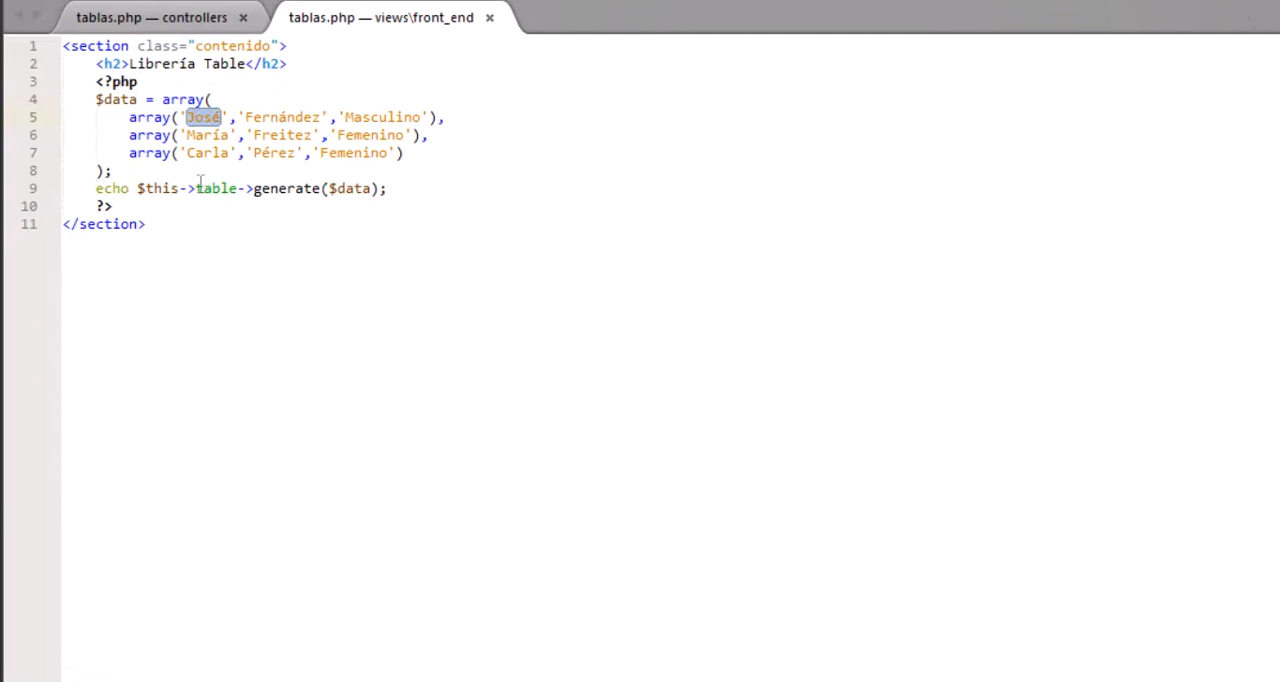 tablas.php — controllers × tablas.php — views\front_end ×
1 <section class="contenido">
2 <h2>Librería Table</h2>
3 <?php
4 $data = array(
5 array('José','Fernández','Masculino'),
6 array('María','Freitez','Femenino'),
7 array('Carla','Pérez','Femenino')
8 );
9 echo $this->table->generate($data);
10 ?>
11 </section>